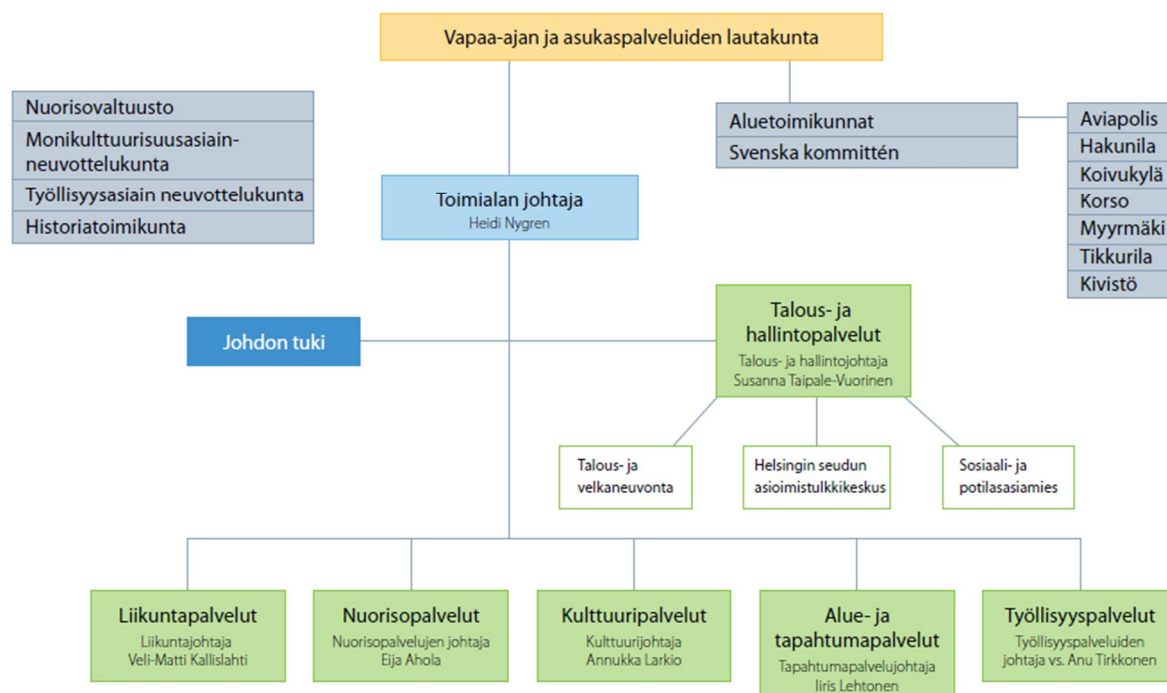 Vapaa-ajan ja asukaspalveluiden lautakunta
Nuorisovaltuusto
Monikulttuurisuusasiain-
neuvottelukunta
Työllisyysasiain neuvottelukunta
Historiatoimikunta
Aluetoimikunnat
Svenska kommittén
Aviapolis
Hakunila
Koivukylä
Korso
Myyrmäki
Tikkurila
Kivistö
Toimialan johtaja
Heidi Nygren
Johdon tuki
Talous- ja
hallintopalvelut
Talous- ja hallintojohtaja
Susanna Taipale-Vuorinen
Talous- ja
velkaneuvonta
Helsingin seudun
asioimistulkkikeskus
Sosiaali- ja
potilasasiamies
Liikuntapalvelut
Liikuntajohtaja
Veli-Matti Kallislahti
Nuorisopalvelut
Nuorisopalvelujen johtaja
Eija Ahola
Kulttuuripalvelut
Kulttuurijohtaja
Annukka Larkio
Alue- ja
tapahtumapalvelut
Tapahtumapalvelujohtaja
Iiris Lehtonen
Työllisyyspalvelut
Työllisyyspalveluiden
johtaja vs. Anu Tirkkonen